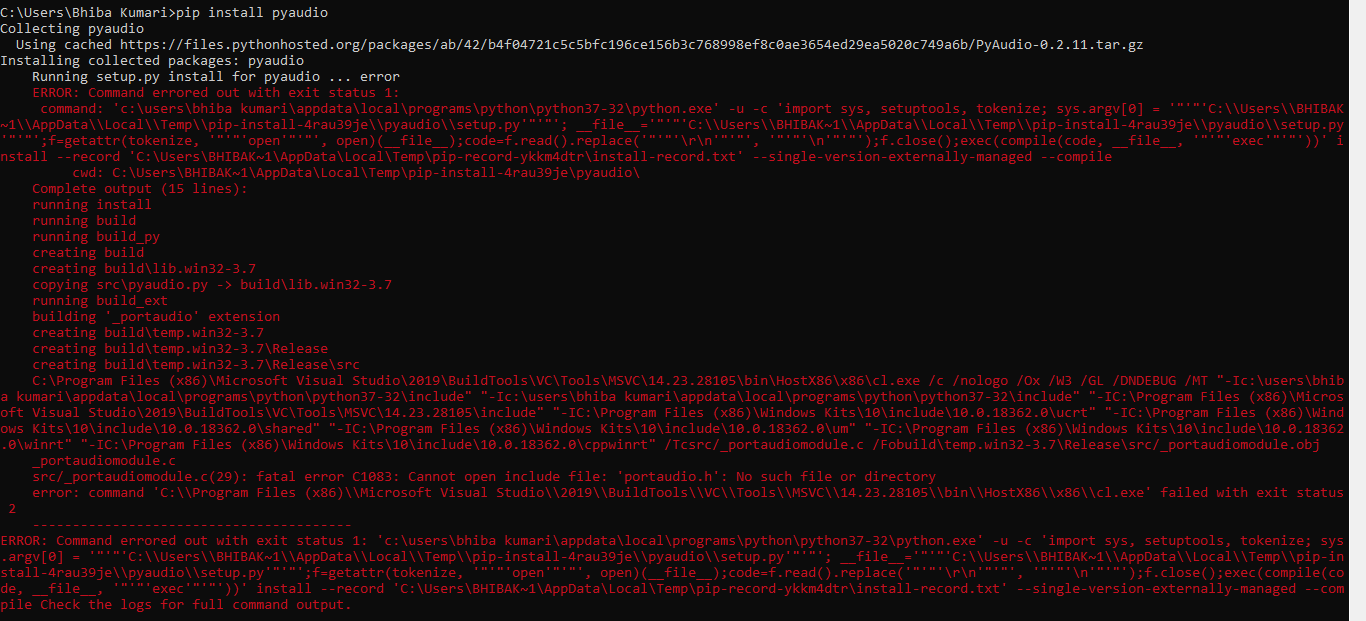 C:\Users\Bhiba Kumari>pip install pyaudio
Collecting pyaudio
  Using cached https://files.pythonhosted.org/packages/ab/42/b4f04721c5c5bfc196ce156b3c768998ef8c0ae3654ed29ea5020c749a6b/PyAudio-0.2.11.tar.gz
Installing collected packages: pyaudio
    Running setup.py install for pyaudio ... error
    ERROR: Command errored out with exit status 1:
     command: 'c:\users\bhiba kumari\appdata\local\programs\python\python37-32\python.exe' -u -c 'import sys, setuptools, tokenize; sys.argv[0] = '"'"'C:\\Users\\BHIBAK
~1\\AppData\\Local\\Temp\\pip-install-4rau39je\\pyaudio\\setup.py'"'"'; __file__='"'"'C:\\Users\\BHIBAK~1\\AppData\\Local\\Temp\\pip-install-4rau39je\\pyaudio\\setup.py
'"'"';f=getattr(tokenize, '"'"'open'"'"', open)(__file__);code=f.read().replace('"'"'\r\n'"'"', '"'"'\n'"'"');f.close();exec(compile(code, __file__, '"'"'exec'"'"'))' i
nstall --record 'C:\Users\BHIBAK~1\AppData\Local\Temp\pip-record-ykkm4dtr\install-record.txt' --single-version-externally-managed --compile
         cwd: C:\Users\BHIBAK~1\AppData\Local\Temp\pip-install-4rau39je\pyaudio\
    Complete output (15 lines):
    running install
    running build
    running build_py
    creating build
    creating build\lib.win32-3.7
    copying src\pyaudio.py -> build\lib.win32-3.7
    running build_ext
    building '_portaudio' extension
    creating build\temp.win32-3.7
    creating build\temp.win32-3.7\Release
    creating build\temp.win32-3.7\Release\src
    C:\Program Files (x86)\Microsoft Visual Studio\2019\BuildTools\VC\Tools\MSVC\14.23.28105\bin\HostX86\x86\cl.exe /c /nologo /Ox /W3 /GL /DNDEBUG /MT "-Ic:\users\bhib
a kumari\appdata\local\programs\python\python37-32\include" "-Ic:\users\bhiba kumari\appdata\local\programs\python\python37-32\include" "-IC:\Program Files (x86)\Micros
oft Visual Studio\2019\BuildTools\VC\Tools\MSVC\14.23.28105\include" "-IC:\Program Files (x86)\Windows Kits\10\include\10.0.18362.0\ucrt" "-IC:\Program Files (x86)\Wind
ows Kits\10\include\10.0.18362.0\shared" "-IC:\Program Files (x86)\Windows Kits\10\include\10.0.18362.0\um" "-IC:\Program Files (x86)\Windows Kits\10\include\10.0.18362
.0\winrt" "-IC:\Program Files (x86)\Windows Kits\10\include\10.0.18362.0\cppwinrt" /Tcsrc/_portaudiomodule.c /Fobuild\temp.win32-3.7\Release\src/_portaudiomodule.obj
    _portaudiomodule.c
    src/_portaudiomodule.c(29): fatal error C1083: Cannot open include file: 'portaudio.h': No such file or directory
    error: command 'C:\\Program Files (x86)\\Microsoft Visual Studio\\2019\\BuildTools\\VC\\Tools\\MSVC\\14.23.28105\\bin\\HostX86\\x86\\cl.exe' failed with exit status
 2
    ----------------------------------------
ERROR: Command errored out with exit status 1: 'c:\users\bhiba kumari\appdata\local\programs\python\python37-32\python.exe' -u -c 'import sys, setuptools, tokenize; sys
.argv[0] = '"'"'C:\\Users\\BHIBAK~1\\AppData\\Local\\Temp\\pip-install-4rau39je\\pyaudio\\setup.py'"'"'; __file__='"'"'C:\\Users\\BHIBAK~1\\AppData\\Local\\Temp\\pip-in
stall-4rau39je\\pyaudio\\setup.py'"'"';f=getattr(tokenize, '"'"'open'"'"', open)(__file__);code=f.read().replace('"'"'\r\n'"'"', '"'"'\n'"'"');f.close();exec(compile(co
de, __file__, '"'"'exec'"'"'))' install --record 'C:\Users\BHIBAK~1\AppData\Local\Temp\pip-record-ykkm4dtr\install-record.txt' --single-version-externally-managed --com
pile Check the logs for full command output.